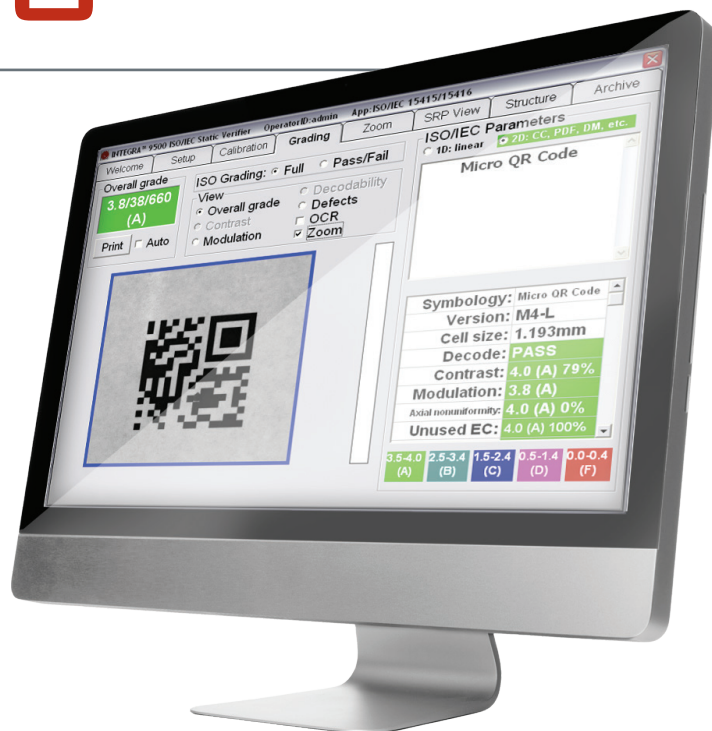 INTEGRA® 9500 ISO/IEC Static Verifier OperatorID: admin App: ISO/IEC 15415/15416
Welcome Setup Calibration Grading Zoom SRP View Structure Archive
Overall grade
3.8/38/660
(A)
Print Auto
ISO Grading: Full Pass/Fail
View
Overall grade Decodability
Contrast Defects
Modulation OCR
Zoom
ISO/IEC Parameters
1D: linear 2D: CC, PDF, DM, etc.
Micro QR Code
Symbology: Micro QR Code
Version: M4-L
Cell size: 1.193mm
Decode: PASS
Contrast: 4.0 (A) 79%
Modulation: 3.8 (A)
Axial nonuniformity: 4.0 (A) 0%
Unused EC: 4.0 (A) 100%
3.5-4.0 2.5-3.4 1.5-2.4 0.5-1.4 0.0-0.4
(A) (B) (C) (D) (F)